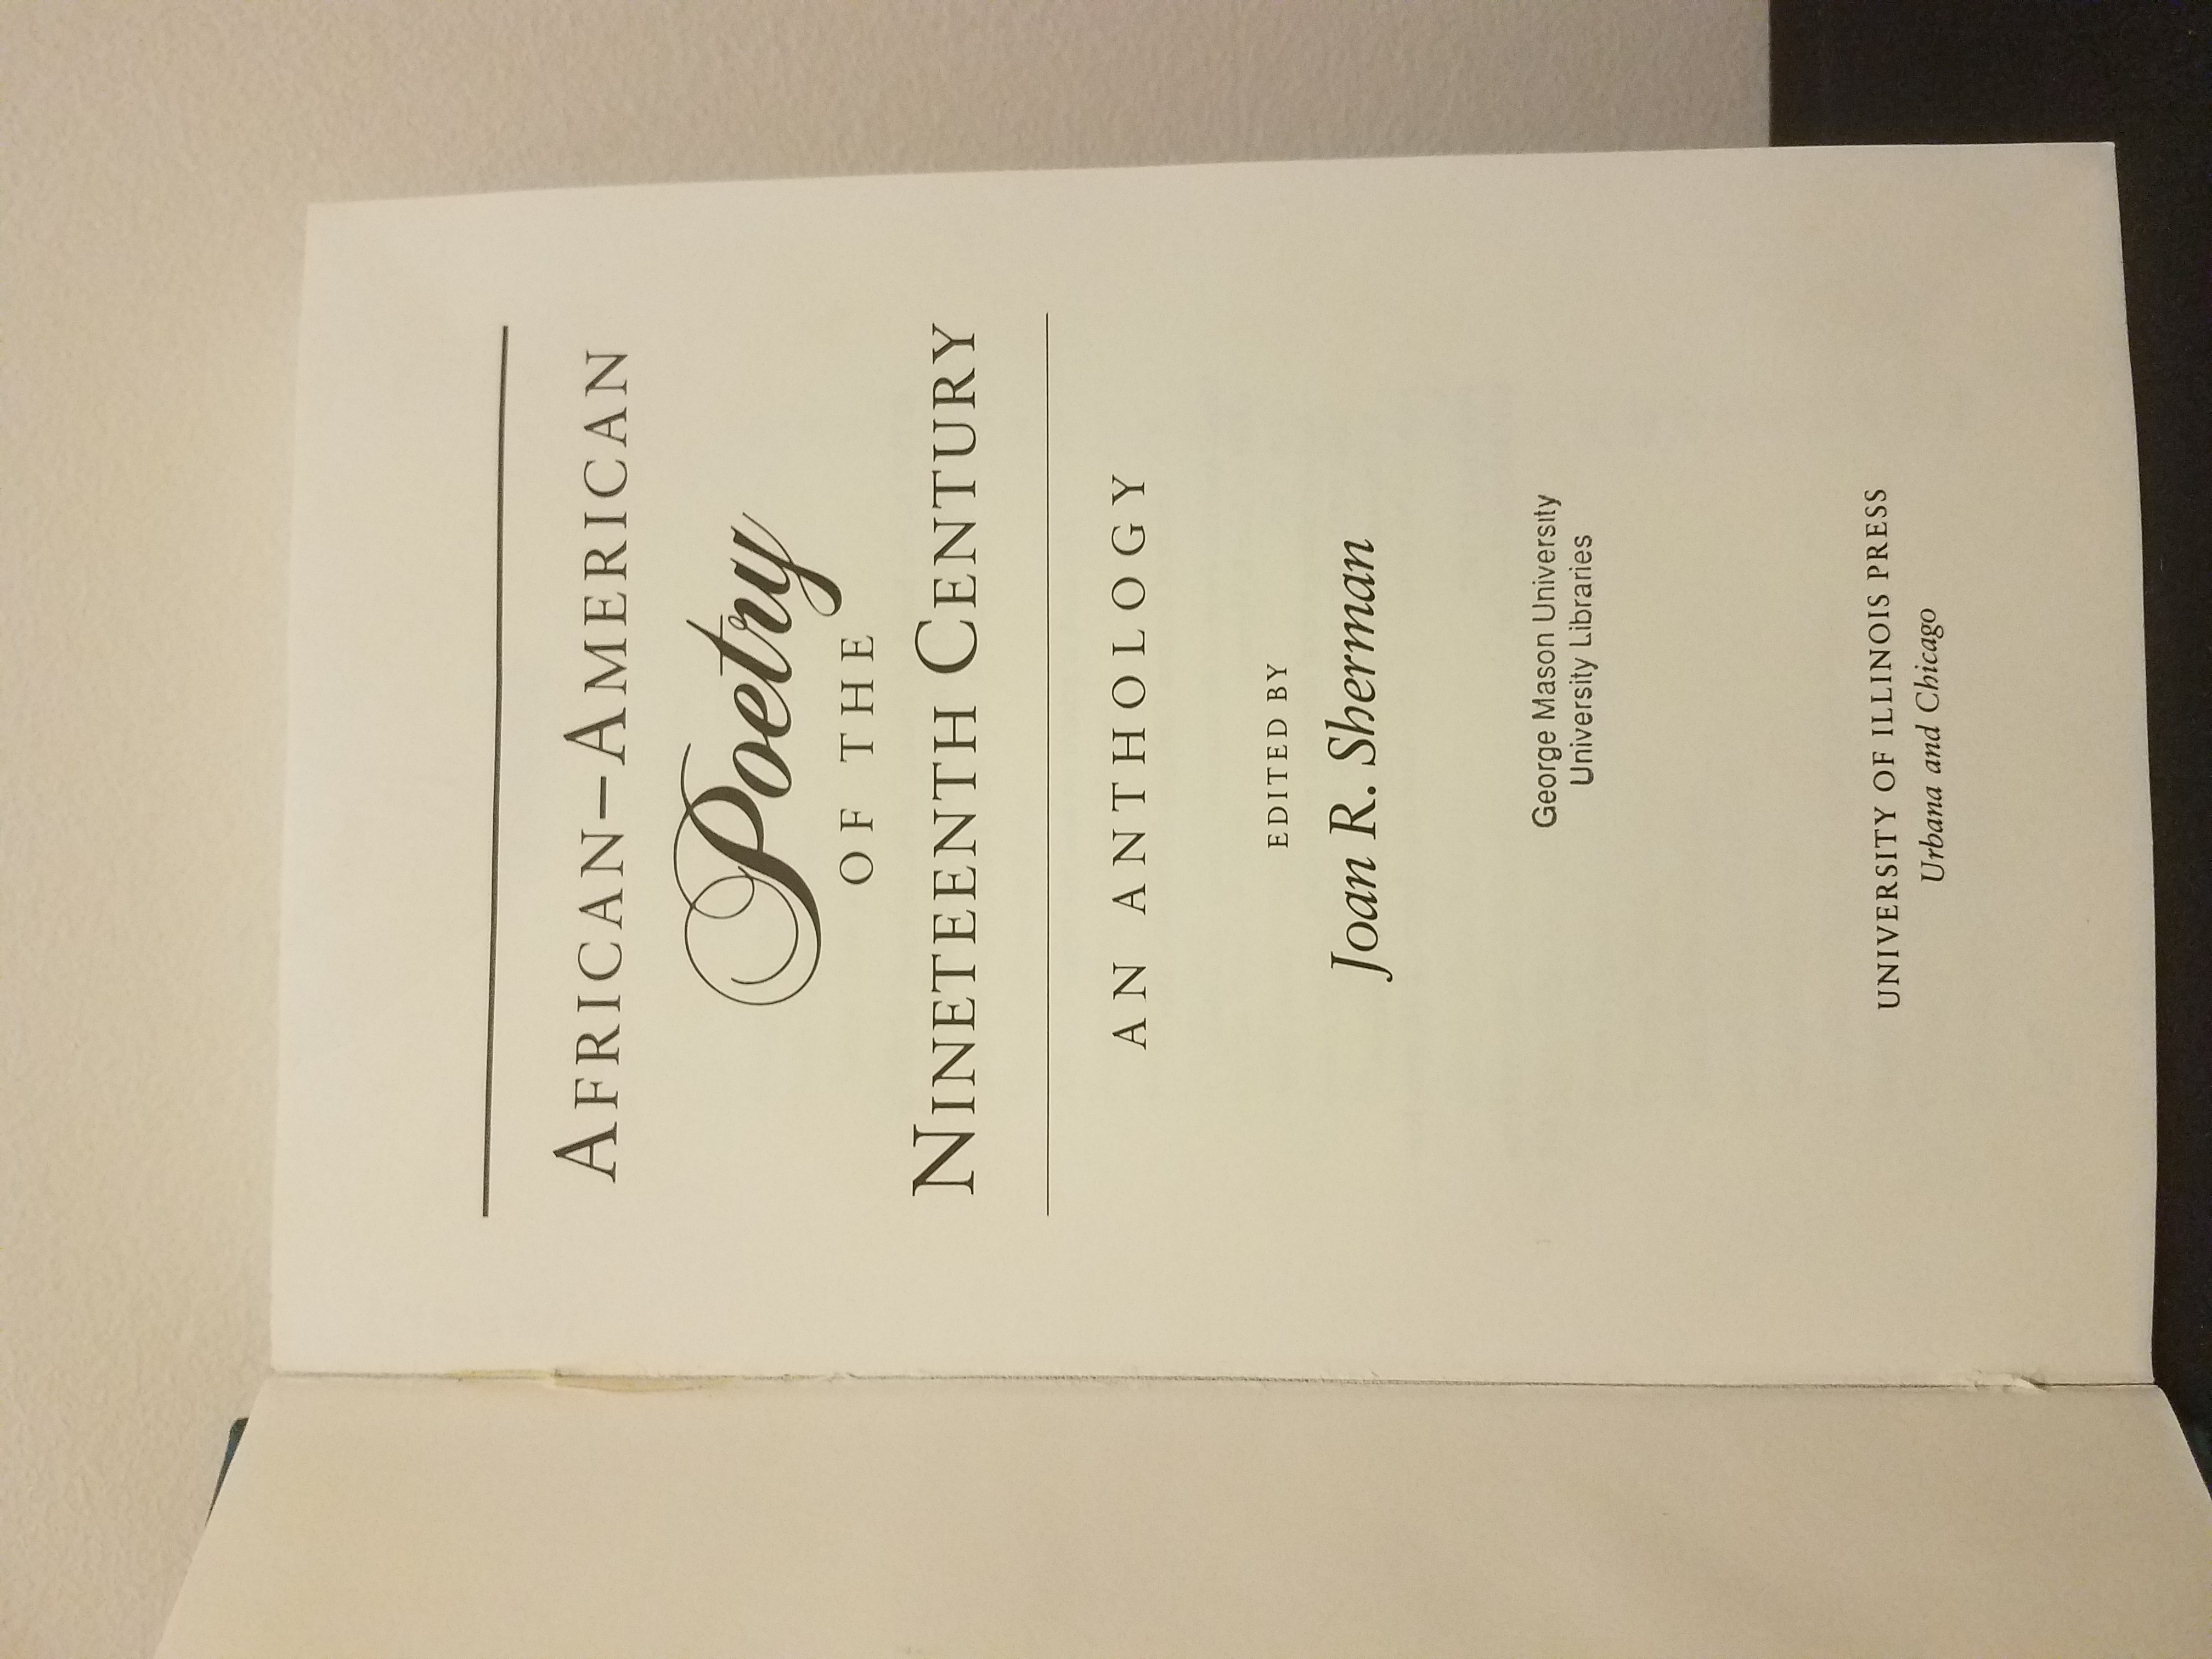 AFRICAN-AMERICAN
Poetry
OF THE
NINETEENTH CENTURY
AN ANTHOLOGY
EDITED BY
Joan R. Sherman
George Mason University
University Libraries
UNIVERSITY OF ILLINOIS PRESS
Urbana and Chicago